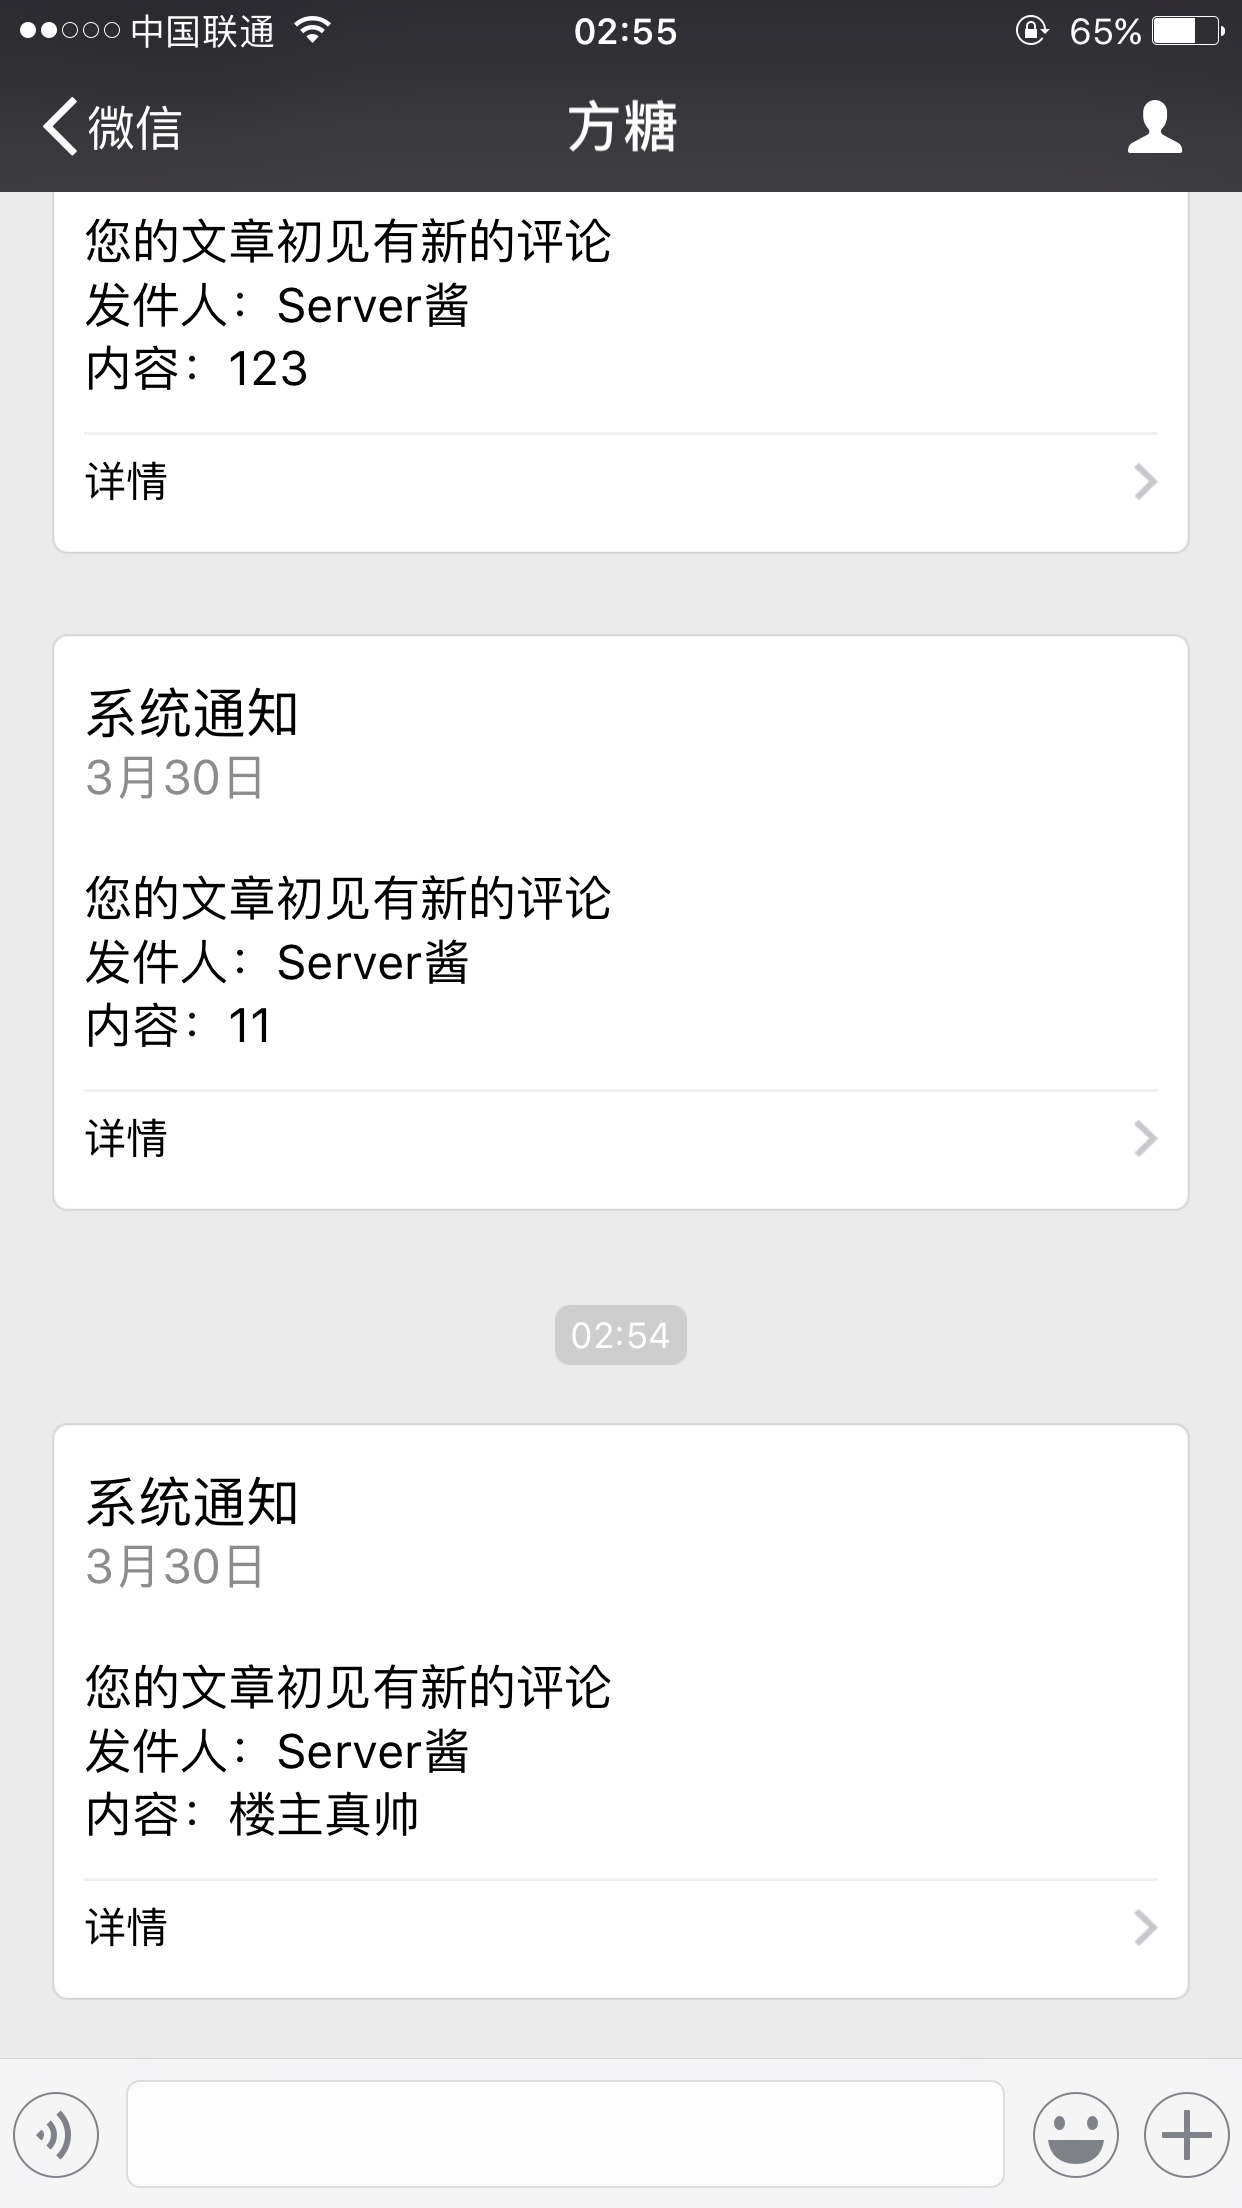 中国联通 02:55 65%
微信 方糖
您的文章初见有新的评论
发件人：Server酱
内容：123
详情
系统通知
3月30日
您的文章初见有新的评论
发件人：Server酱
内容：11
详情
02:54
系统通知
3月30日
您的文章初见有新的评论
发件人：Server酱
内容：楼主真帅
详情